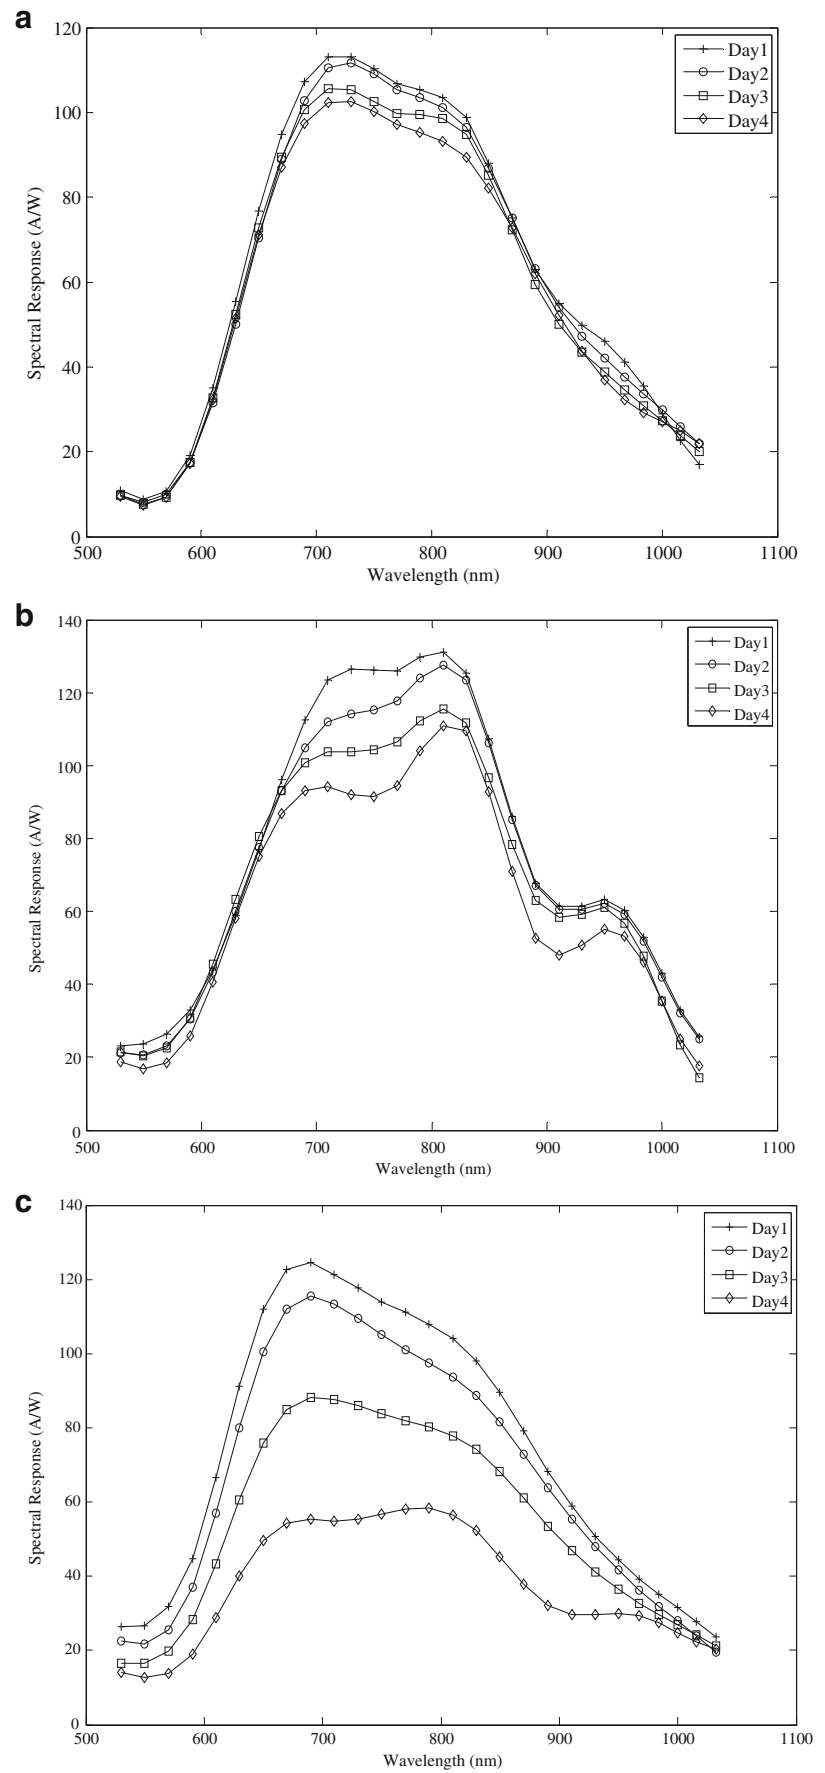 a
120
100
80
60
40
20
0
500 600 700 800 900 1000 1100
Spectral Response (A/W)
Wavelength (nm)
Day1
Day2
Day3
Day4
b
140
120
100
80
60
40
20
0
500 600 700 800 900 1000 1100
Spectral Response (A/W)
Wavelength (nm)
Day1
Day2
Day3
Day4
c
140
120
100
80
60
40
20
0
500 600 700 800 900 1000 1100
Spectral Response (A/W)
Wavelength (nm)
Day1
Day2
Day3
Day4